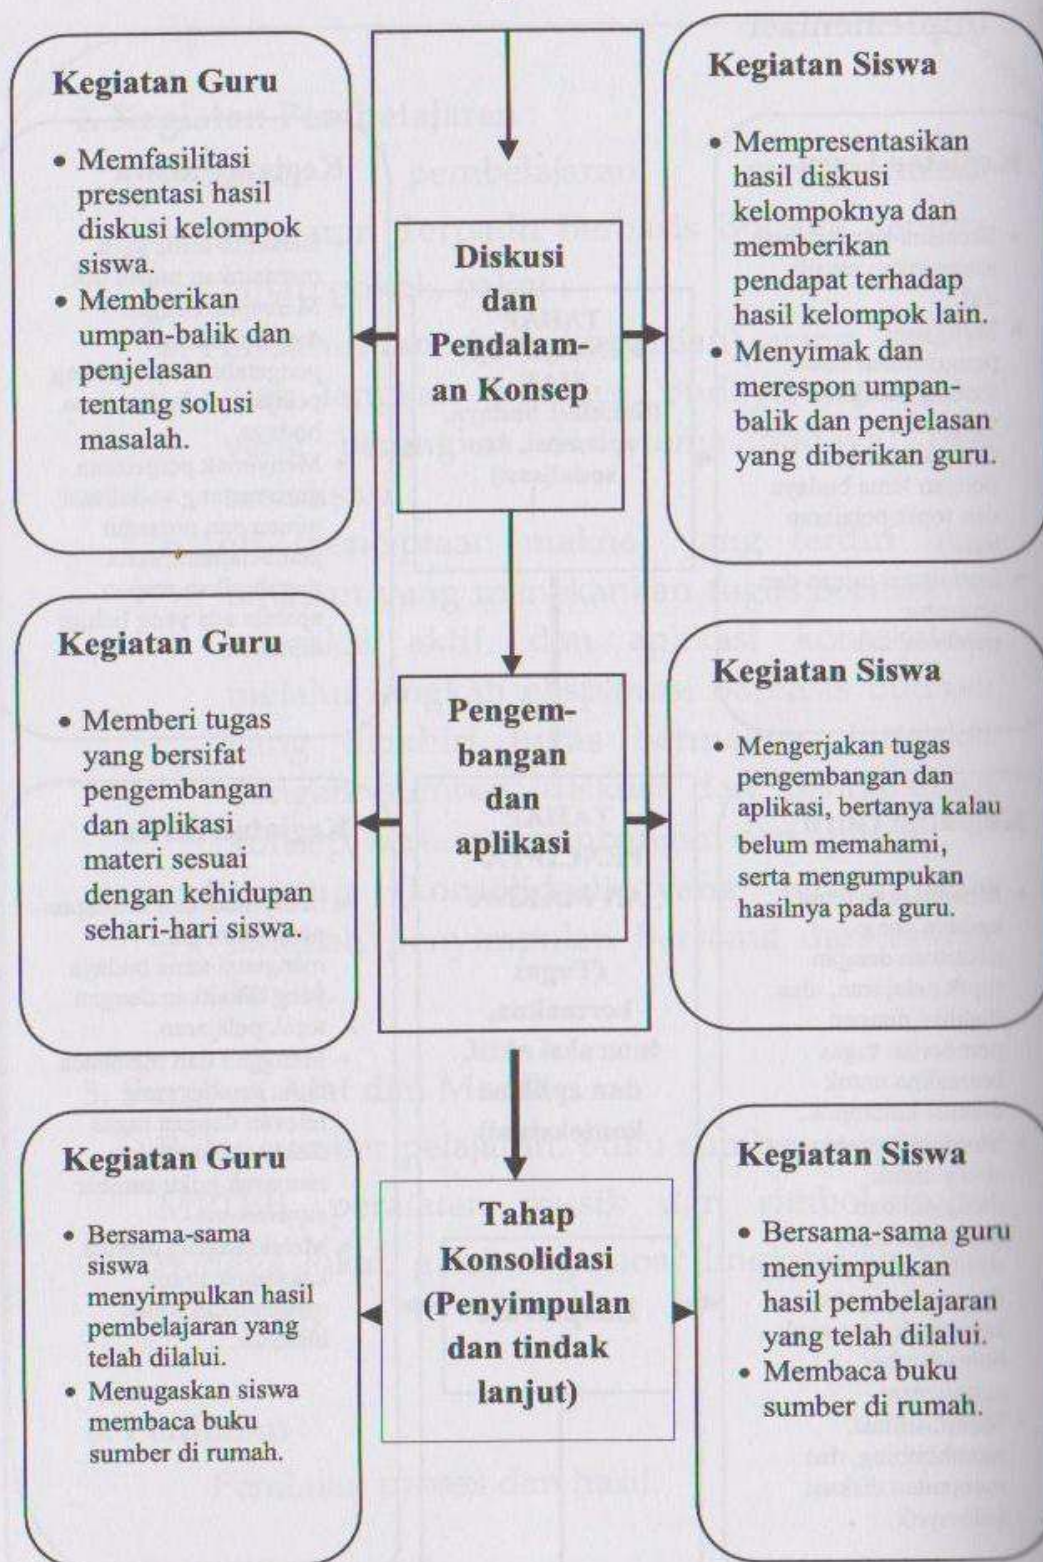 Kegiatan Guru
• Memfasilitasi
presentasi hasil
diskusi kelompok
siswa.
• Memberikan
umpan-balik dan
penjelasan
tentang solusi
masalah.
Diskusi
dan
Pendalam-
an Konsep
Kegiatan Siswa
• Mempresentasikan
hasil diskusi
kelompoknya dan
memberikan
pendapat terhadap
hasil kelompok lain.
• Menyimak dan
merespon umpan-
balik dan penjelasan
yang diberikan guru.
Kegiatan Guru
• Memberi tugas
yang bersifat
pengembangan
dan aplikasi
materi sesuai
dengan kehidupan
sehari-hari siswa.
Pengem-
bangan
dan
aplikasi
Kegiatan Siswa
• Mengerjakan tugas
pengembangan dan
aplikasi, bertanya kalau
belum memahami,
serta mengumpukan
hasilnya pada guru.
Kegiatan Guru
• Bersama-sama
siswa
menyimpulkan hasil
pembelajaran yang
telah dilalui.
• Menugaskan siswa
membaca buku
sumber di rumah.
Tahap
Konsolidasi
(Penyimpulan
dan tindak
lanjut)
Kegiatan Siswa
• Bersama-sama guru
menyimpulkan
hasil pembelajaran
yang telah dilalui.
• Membaca buku
sumber di rumah.